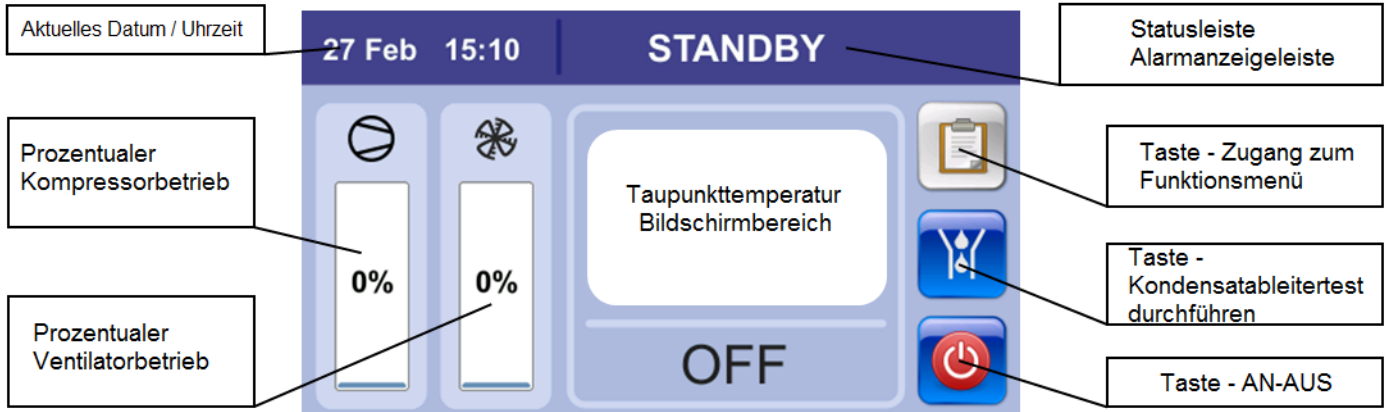 Aktuelles Datum / Uhrzeit
27 Feb 15:10
STANDBY
Statusleiste
Alarmanzeigeleiste
Prozentualer
Kompressorbetrieb
Taupunkttemperatur
Bildschirmbereich
Taste - Zugang zum
Funktionsmenü
0%
0%
Taste -
Kondensatableitertest
durchführen
Prozentualer
Ventilatorbetrieb
OFF
Taste - AN-AUS